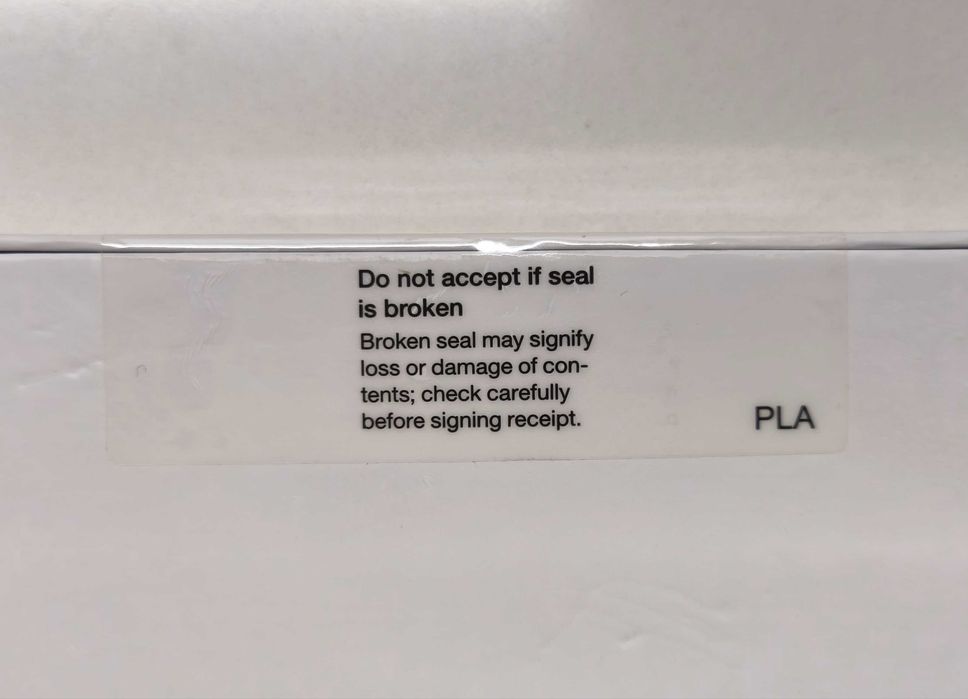 Do not accept if seal
is broken
Broken seal may signify
loss or damage of con-
tents; check carefully
before signing receipt.
PLA